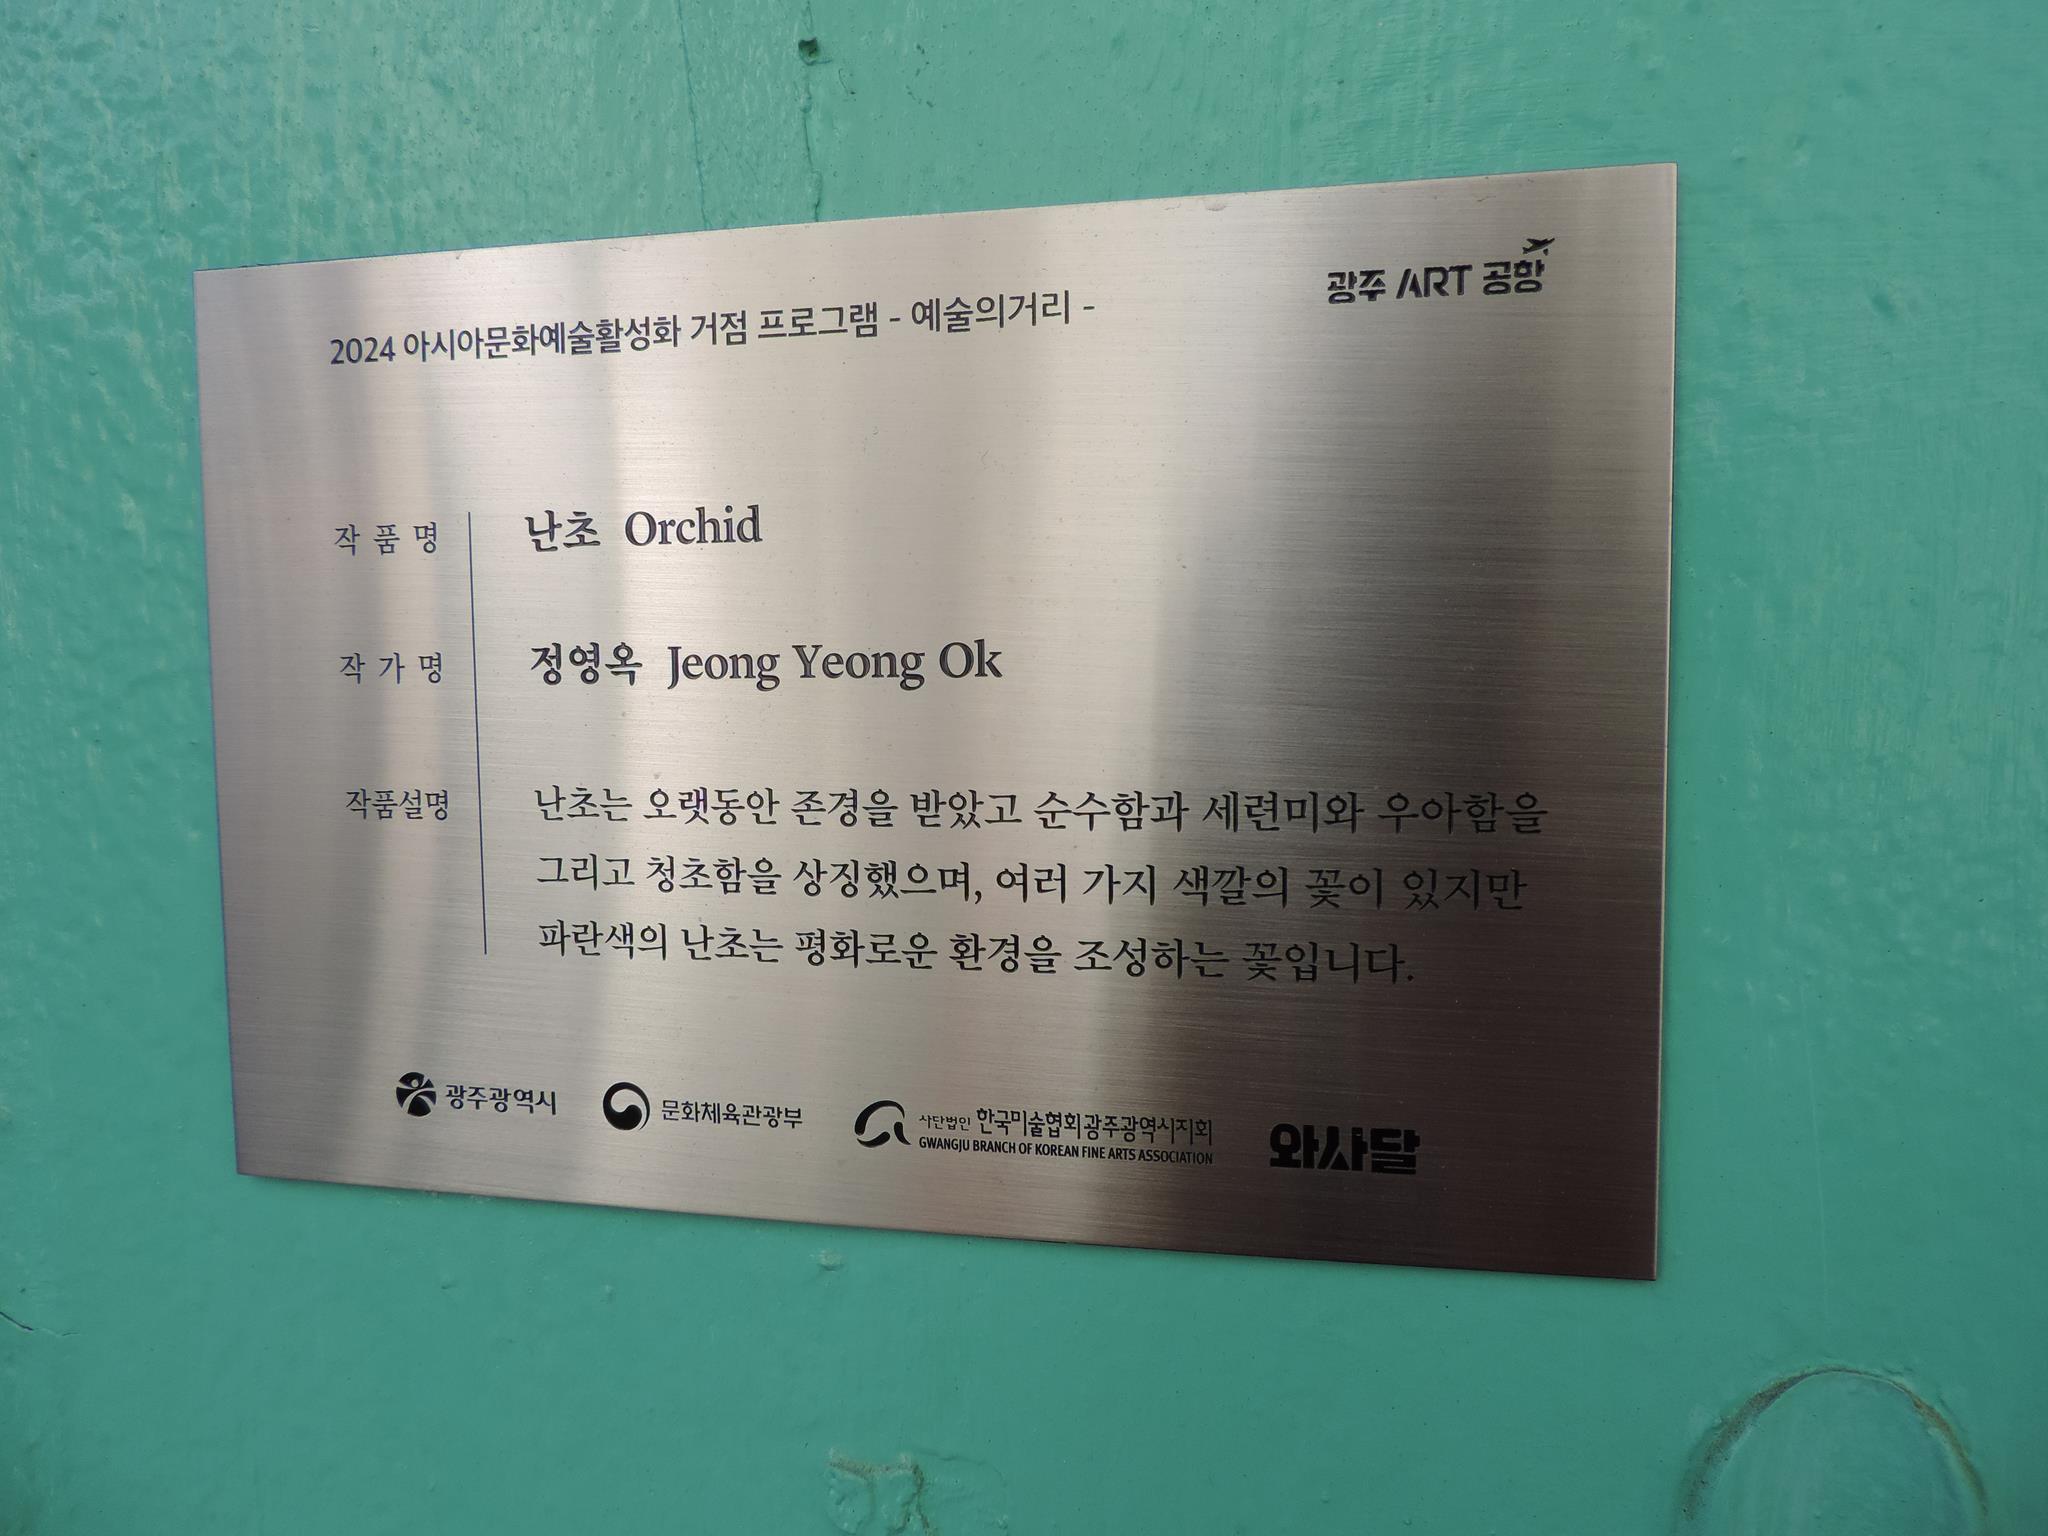 광주 ART 공항
2024 아시아문화예술활성화 거점 프로그램 - 예술의거리 -
작품명 난초 Orchid
작가명 정영옥 Jeong Yeong Ok
작품설명 난초는 오랫동안 존경을 받았고 순수함과 세련미와 우아함을
그리고 청초함을 상징했으며, 여러 가지 색깔의 꽃이 있지만
파란색의 난초는 평화로운 환경을 조성하는 꽃입니다.
광주광역시 문화체육관광부 사단법인 한국미술협회광주광역시지회 와사달
GWANGJU BRANCH OF KOREAN FINE ARTS ASSOCIATION